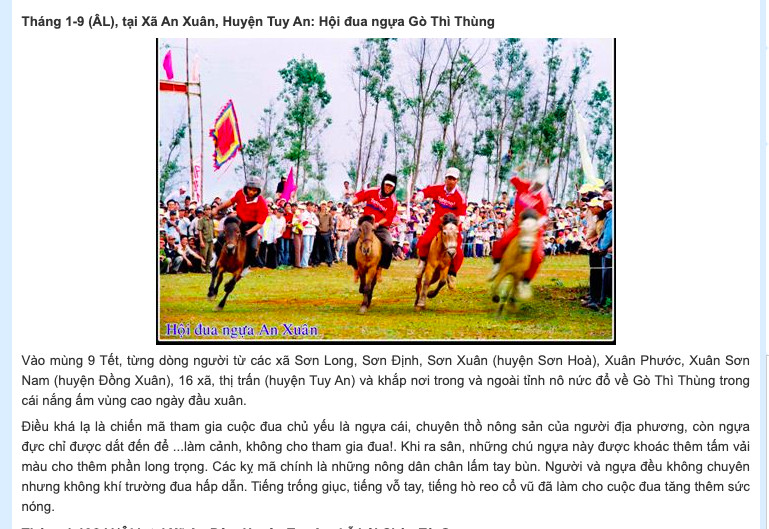 Tháng 1-9 (ÂL), tại Xã An Xuân, Huyện Tuy An: Hội đua ngựa Gò Thì Thùng
Hội đua ngựa An Xuân
Vào mùng 9 Tết, từng dòng người từ các xã Sơn Long, Sơn Định, Sơn Xuân (huyện Sơn Hoà), Xuân Phước, Xuân Sơn
Nam (huyện Đồng Xuân), 16 xã, thị trấn (huyện Tuy An) và khắp nơi trong và ngoài tỉnh nô nức đổ về Gò Thì Thùng trong
cái nắng ấm vùng cao ngày đầu xuân.
Điều khá lạ là chiến mã tham gia cuộc đua chủ yếu là ngựa cái, chuyên thồ nông sản của người địa phương, còn ngựa
đực chỉ được dắt đến để ...làm cảnh, không cho tham gia đua!. Khi ra sân, những chú ngựa này được khoác thêm tấm vải
màu cho thêm phần long trọng. Các kỵ mã chính là những nông dân chân lấm tay bùn. Người và ngựa đều không chuyên
nhưng không khí trường đua hấp dẫn. Tiếng trống giục, tiếng vỗ tay, tiếng hò reo cổ vũ đã làm cho cuộc đua tăng thêm sức
nóng.